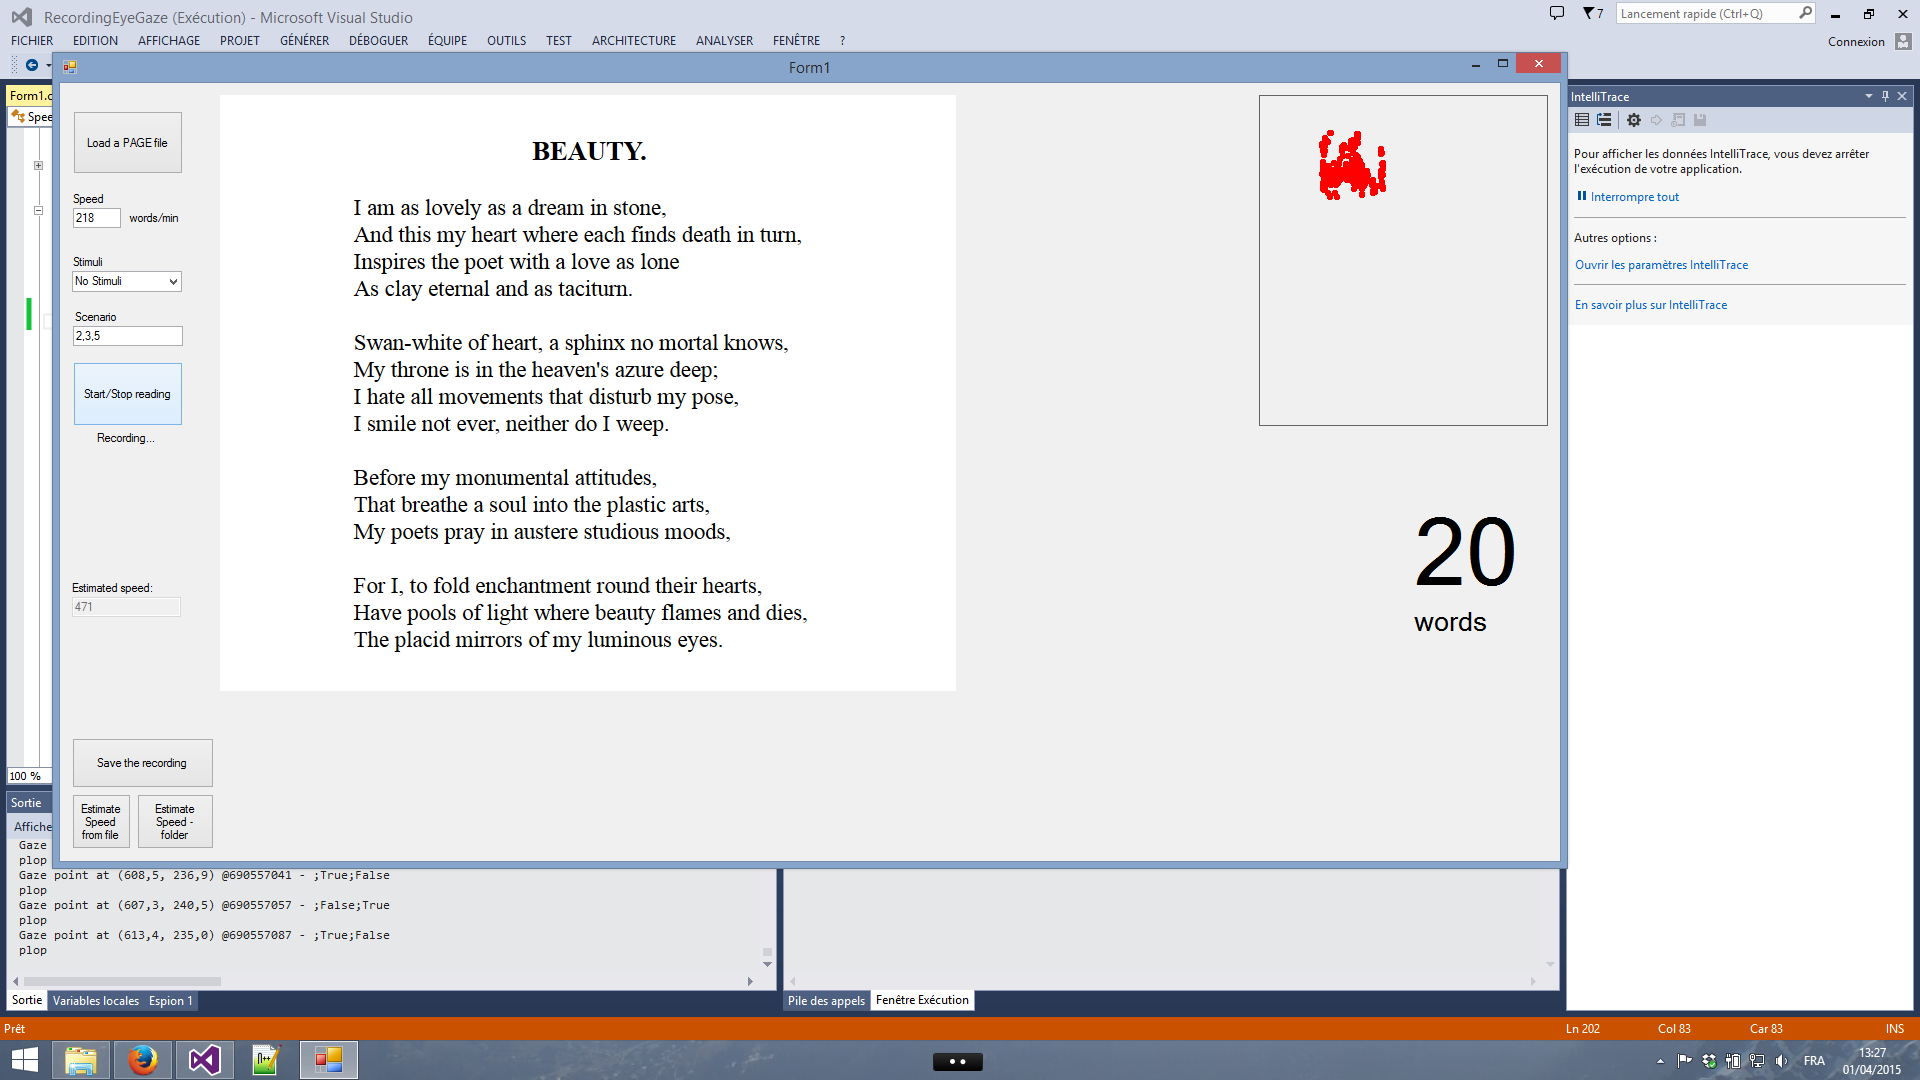 RecordingEyeGaze (Exécution) - Microsoft Visual Studio
7
Lancement rapide (Ctrl+Q)
FICHIER EDITION AFFICHAGE PROJET GÉNÉRER DÉBOGUER ÉQUIPE OUTILS TEST ARCHITECTURE ANALYSER FENÊTRE ?
Connexion
Form1
Form1.c
Spee
Load a PAGE file
Speed
218 words/min
Stimuli
No Stimuli
Scenario
2,3,5
Start/Stop reading
Recording...
Estimated speed:
471
Save the recording
Estimate Speed from file
Estimate Speed - folder
BEAUTY.
I am as lovely as a dream in stone,
And this my heart where each finds death in turn,
Inspires the poet with a love as lone
As clay eternal and as taciturn.
Swan-white of heart, a sphinx no mortal knows,
My throne is in the heaven's azure deep;
I hate all movements that disturb my pose,
I smile not ever, neither do I weep.
Before my monumental attitudes,
That breathe a soul into the plastic arts,
My poets pray in austere studious moods,
For I, to fold enchantment round their hearts,
Have pools of light where beauty flames and dies,
The placid mirrors of my luminous eyes.
20
words
IntelliTrace
Pour afficher les données IntelliTrace, vous devez arrêter
l'exécution de votre application.
Interrompre tout
Autres options :
Ouvrir les paramètres IntelliTrace
En savoir plus sur IntelliTrace
100 %
Sortie
Affiche
Gaze
plop
Gaze point at (608,5, 236,9) @690557041 - ;True;False
plop
Gaze point at (607,3, 240,5) @690557057 - ;False;True
plop
Gaze point at (613,4, 235,0) @690557087 - ;True;False
plop
Sortie Variables locales Espion 1
Pile des appels Fenêtre Exécution
Prêt
Ln 202 Col 83 Car 83 INS
FRA
13:27
01/04/2015